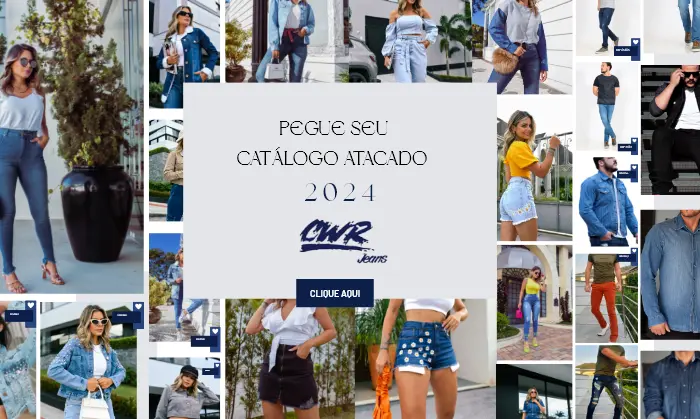 PEGUE SEU
CATÁLOGO ATACADO
2024
CWR
Jeans
CLIQUE AQUI